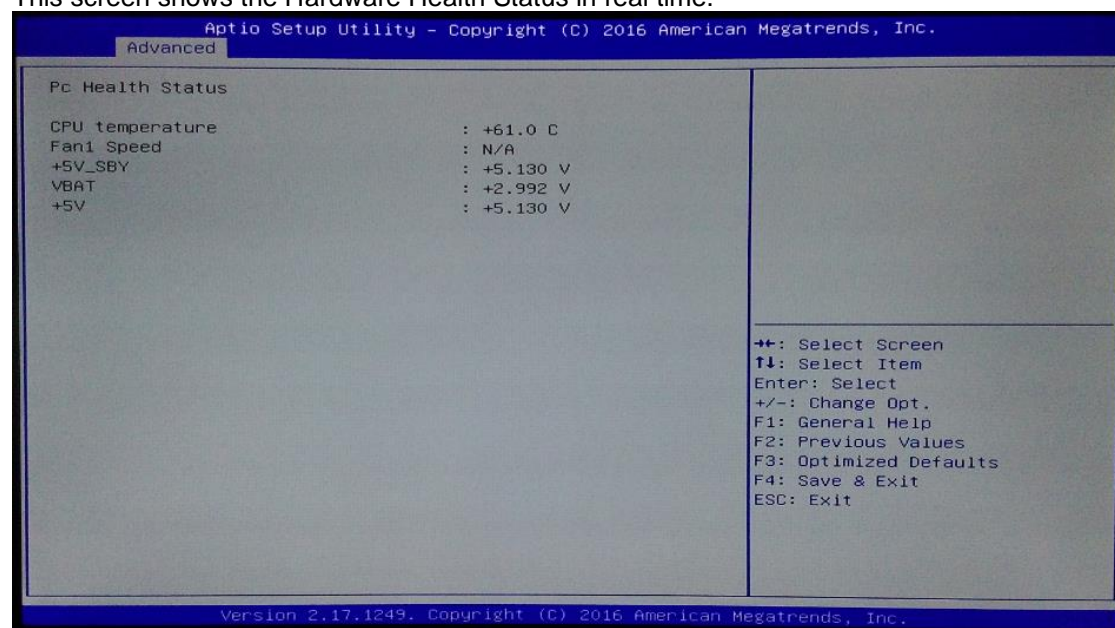 This screen shows the Hardware Health Status in real time.
Aptio Setup Utility – Copyright (C) 2016 American Megatrends, Inc.
Advanced
Pc Health Status
CPU temperature : +61.0 C
Fan1 Speed : N/A
+5V_SBY : +5.130 V
VBAT : +2.992 V
+5V : +5.130 V
→←: Select Screen
↑↓: Select Item
Enter: Select
+/-: Change Opt.
F1: General Help
F2: Previous Values
F3: Optimized Defaults
F4: Save & Exit
ESC: Exit
Version 2.17.1249. Copyright (C) 2016 American Megatrends, Inc.